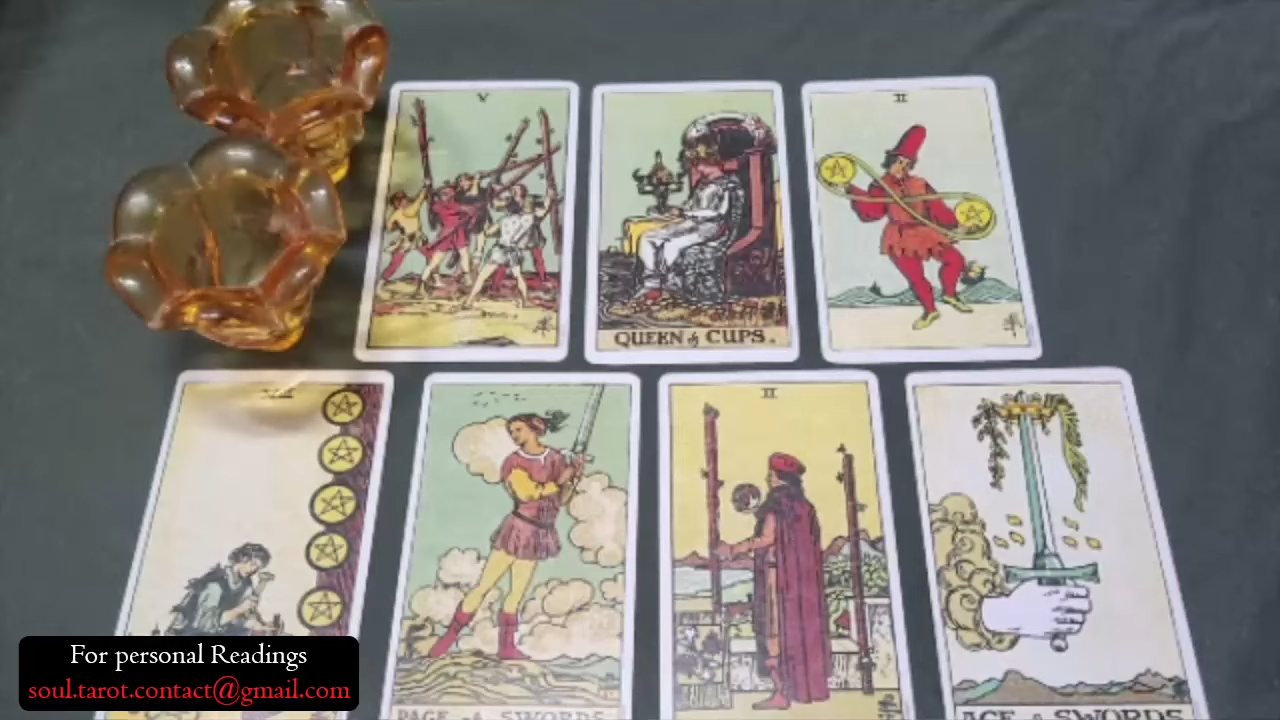 V
II
QUEEN of CUPS.
II
PAGE of SWORDS
ACE of SWORDS
For personal Readings
soul.tarot.contact@gmail.com